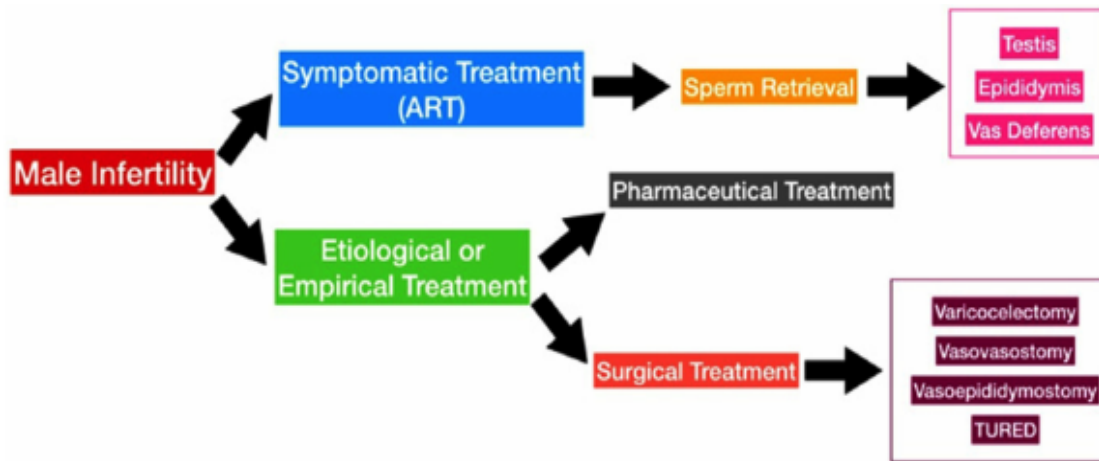 Male Infertility
Symptomatic Treatment
(ART)
Sperm Retrieval
Testis
Epididymis
Vas Deferens
Etiological or
Empirical Treatment
Pharmaceutical Treatment
Surgical Treatment
Varicocelectomy
Vasovasostomy
Vasoepididymostomy
TURED